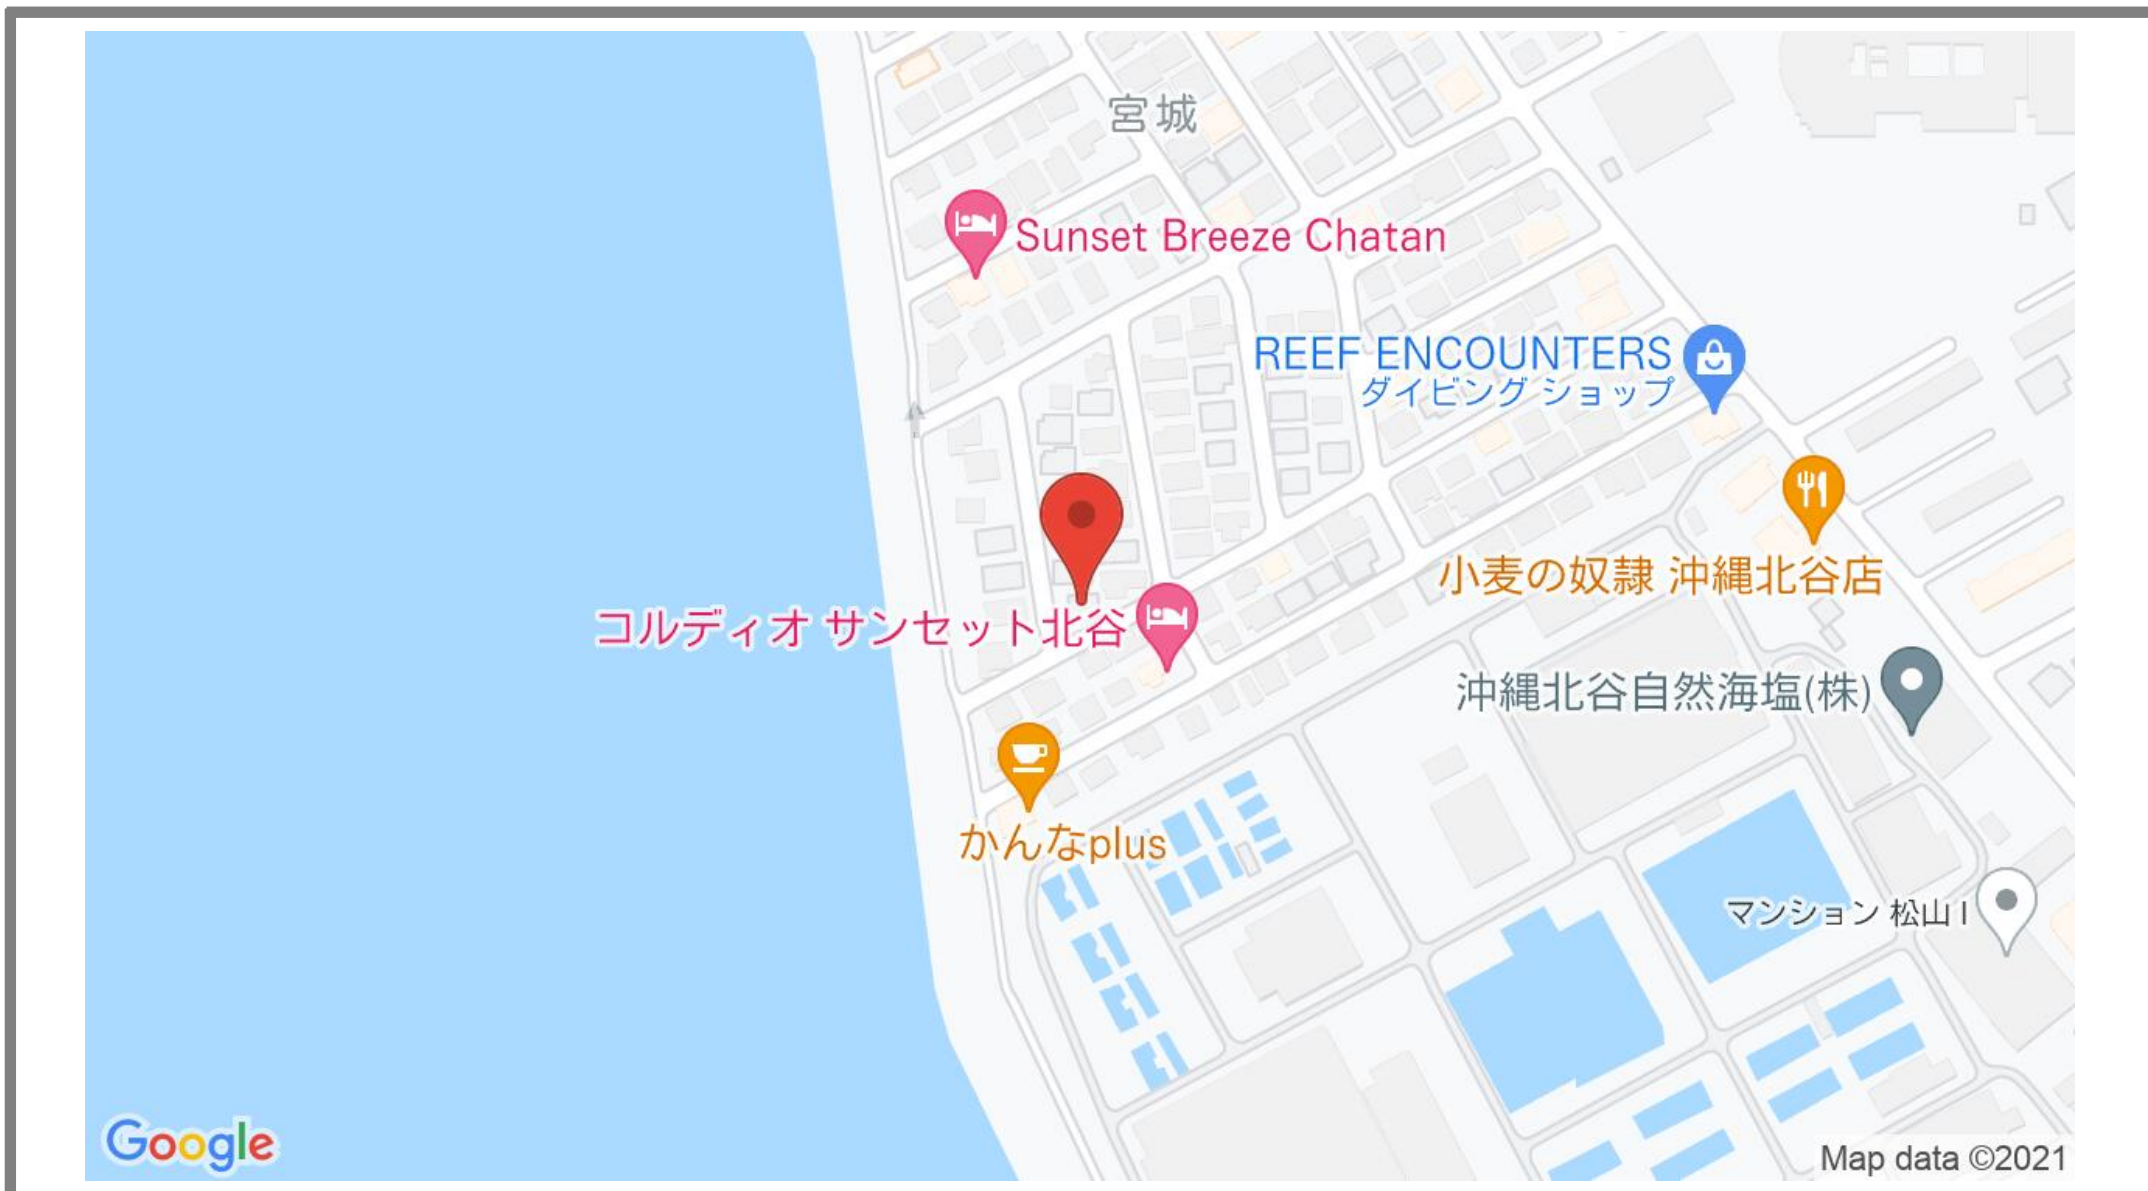 宮城
Sunset Breeze Chatan
REEF ENCOUNTERS
ダイビング ショップ
小麦の奴隷 沖縄北谷店
コルディオ サンセット北谷
沖縄北谷自然海塩(株)
かんなplus
マンション 松山 I
Google
Map data ©2021